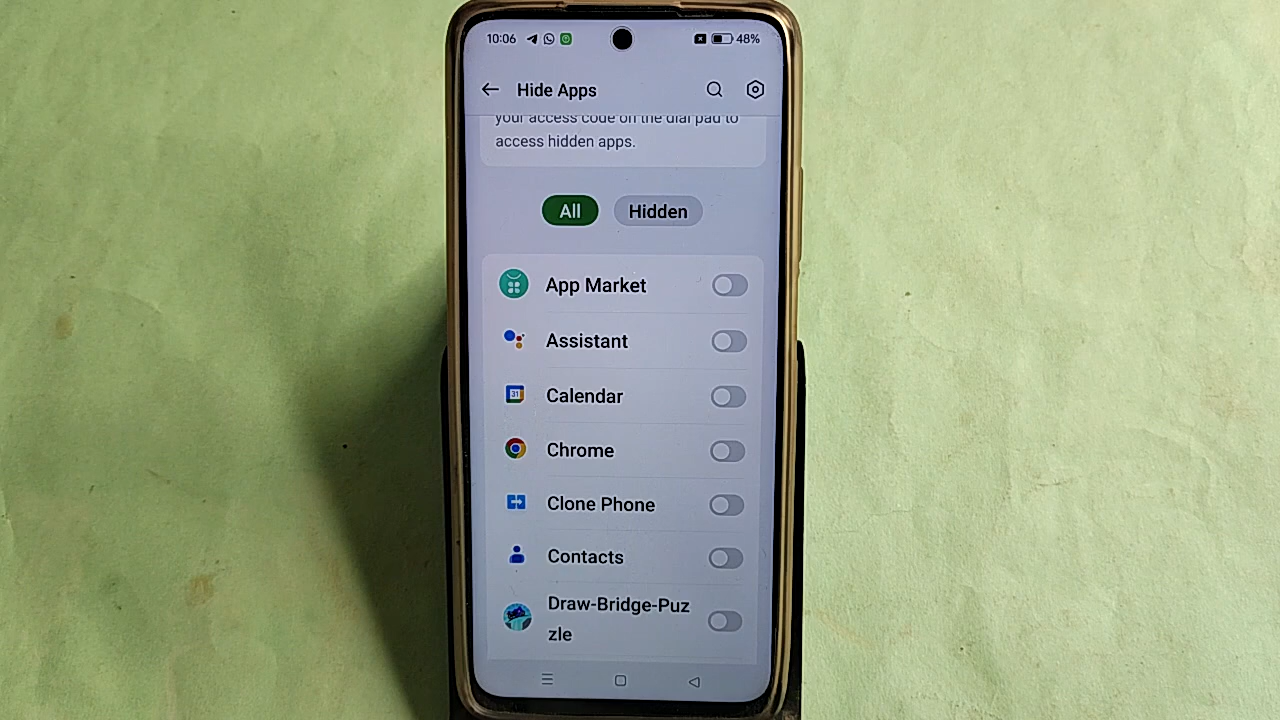 10:06 48%
Hide Apps
your access code on the dial pad to
access hidden apps.
All Hidden
App Market
Assistant
31 Calendar
Chrome
Clone Phone
Contacts
Draw-Bridge-Puz
zle